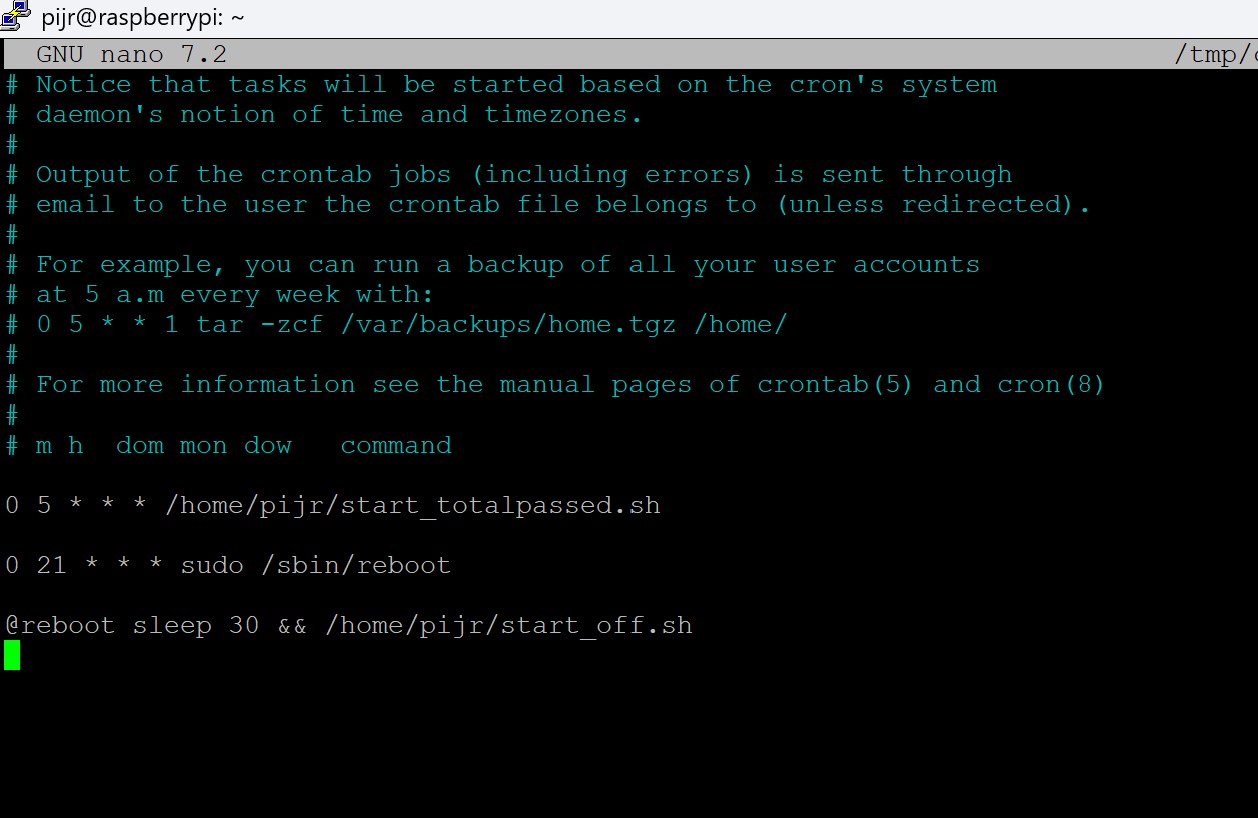 pijr@raspberrypi: ~
GNU nano 7.2 /tmp/
# Notice that tasks will be started based on the cron's system
# daemon's notion of time and timezones.
#
# Output of the crontab jobs (including errors) is sent through
# email to the user the crontab file belongs to (unless redirected).
#
# For example, you can run a backup of all your user accounts
# at 5 a.m every week with:
# 0 5 * * 1 tar -zcf /var/backups/home.tgz /home/
#
# For more information see the manual pages of crontab(5) and cron(8)
#
# m h  dom mon dow   command
0 5 * * * /home/pijr/start_totalpassed.sh
0 21 * * * sudo /sbin/reboot
@reboot sleep 30 && /home/pijr/start_off.sh